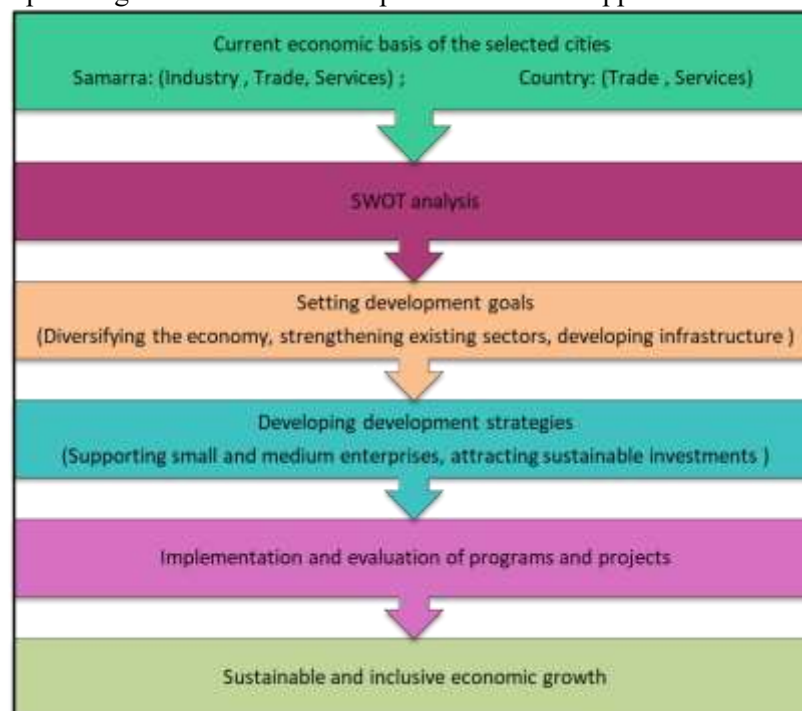 Current economic basis of the selected cities
Samarra: (Industry , Trade, Services) ; Country: (Trade , Services)
SWOT analysis
Setting development goals
(Diversifying the economy, strengthening existing sectors, developing infrastructure )
Developing development strategies
(Supporting small and medium enterprises, attracting sustainable investments )
Implementation and evaluation of programs and projects
Sustainable and inclusive economic growth